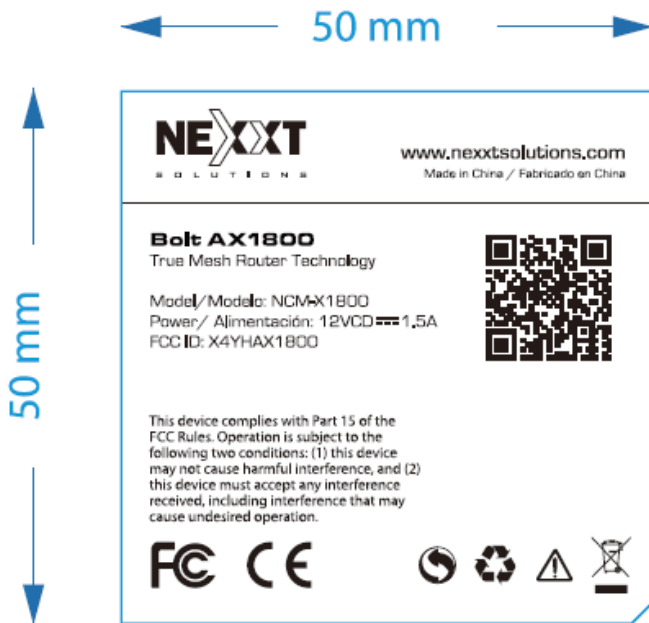 50 mm
50 mm
NEXXT
SOLUTIONS
www.nexxtsolutions.com
Made in China / Fabricado en China
Bolt AX1800
True Mesh Router Technology
Model/Modelo: NCM-X1800
Power/ Alimentación: 12VCD⎓1.5A
FCC ID: X4YHAX1800
This device complies with Part 15 of the
FCC Rules. Operation is subject to the
following two conditions: (1) this device
may not cause harmful interference, and (2)
this device must accept any interference
received, including interference that may
cause undesired operation.
FC CE